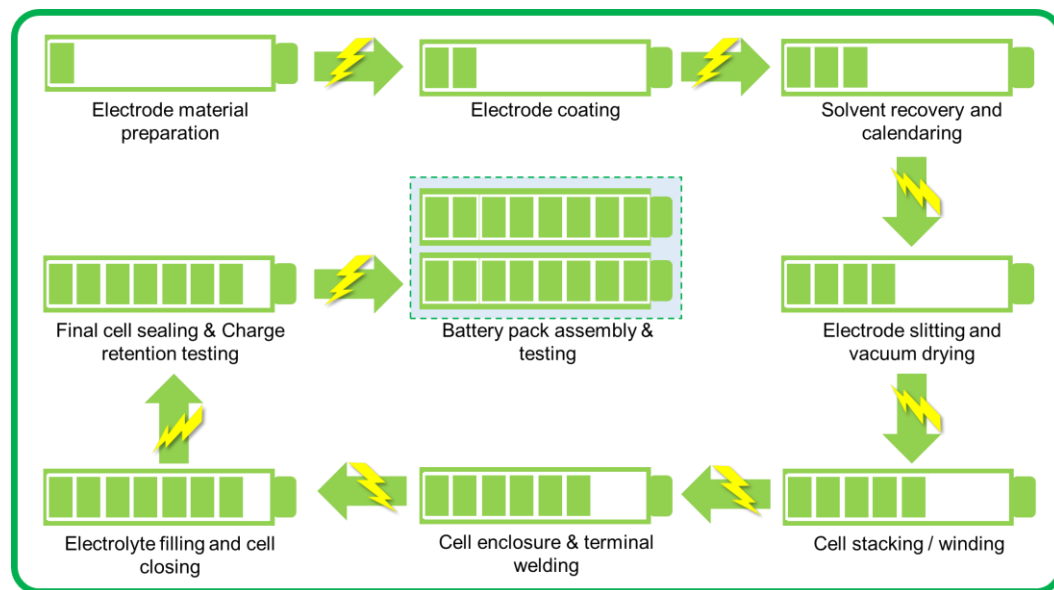 Electrode material
preparation
Electrode coating
Solvent recovery and
calendaring
Final cell sealing & Charge
retention testing
Battery pack assembly &
testing
Electrode slitting and
vacuum drying
Electrolyte filling and cell
closing
Cell enclosure & terminal
welding
Cell stacking / winding